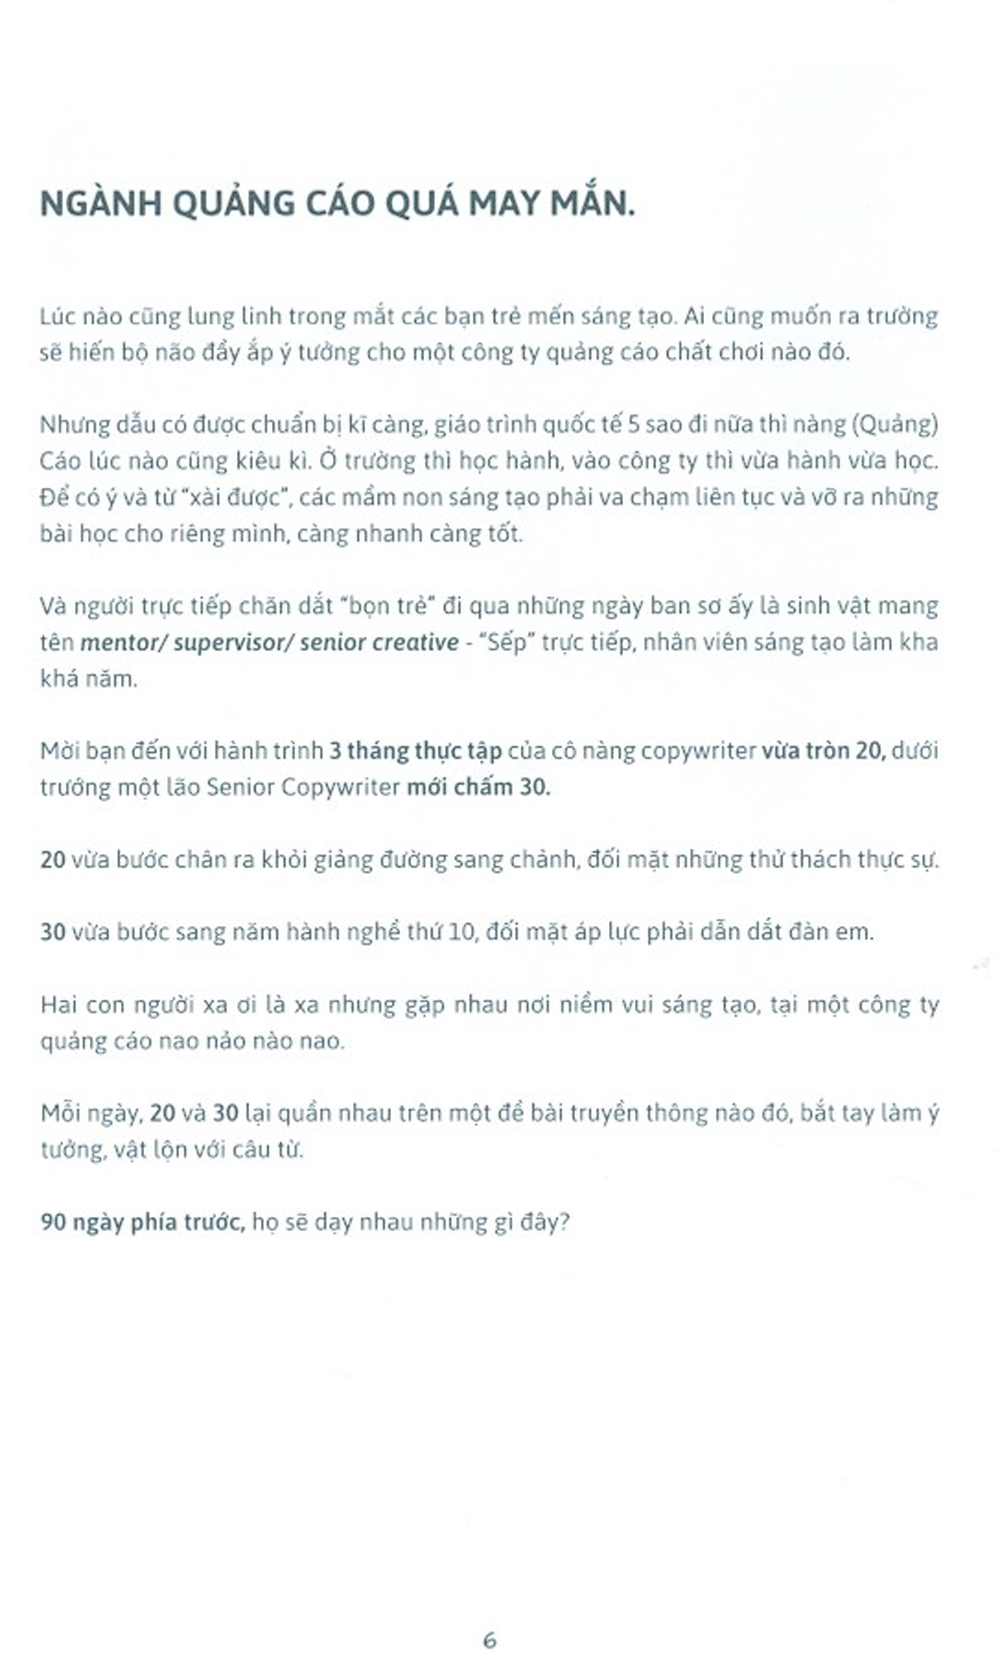 NGÀNH QUẢNG CÁO QUÁ MAY MẮN.
Lúc nào cũng lung linh trong mắt các bạn trẻ mến sáng tạo. Ai cũng muốn ra trường
sẽ hiến bộ não đầy ắp ý tưởng cho một công ty quảng cáo chất chơi nào đó.
Nhưng dẫu có được chuẩn bị kĩ càng, giáo trình quốc tế 5 sao đi nữa thì nàng (Quảng)
Cáo lúc nào cũng kiêu kì. Ở trường thì học hành, vào công ty thì vừa hành vừa học.
Để có ý và từ “xài được”, các mầm non sáng tạo phải va chạm liên tục và vỡ ra những
bài học cho riêng mình, càng nhanh càng tốt.
Và người trực tiếp chăn dắt “bọn trẻ” đi qua những ngày ban sơ ấy là sinh vật mang
tên mentor/ supervisor/ senior creative - “Sếp” trực tiếp, nhân viên sáng tạo làm kha
khá năm.
Mời bạn đến với hành trình 3 tháng thực tập của cô nàng copywriter vừa tròn 20, dưới
trướng một lão Senior Copywriter mới chấm 30.
20 vừa bước chân ra khỏi giảng đường sang chảnh, đối mặt những thử thách thực sự.
30 vừa bước sang năm hành nghề thứ 10, đối mặt áp lực phải dẫn dắt đàn em.
Hai con người xa ơi là xa nhưng gặp nhau nơi niềm vui sáng tạo, tại một công ty
quảng cáo nao nảo nào nao.
Mỗi ngày, 20 và 30 lại quần nhau trên một đề bài truyền thông nào đó, bắt tay làm ý
tưởng, vật lộn với câu từ.
90 ngày phía trước, họ sẽ dạy nhau những gì đây?
6